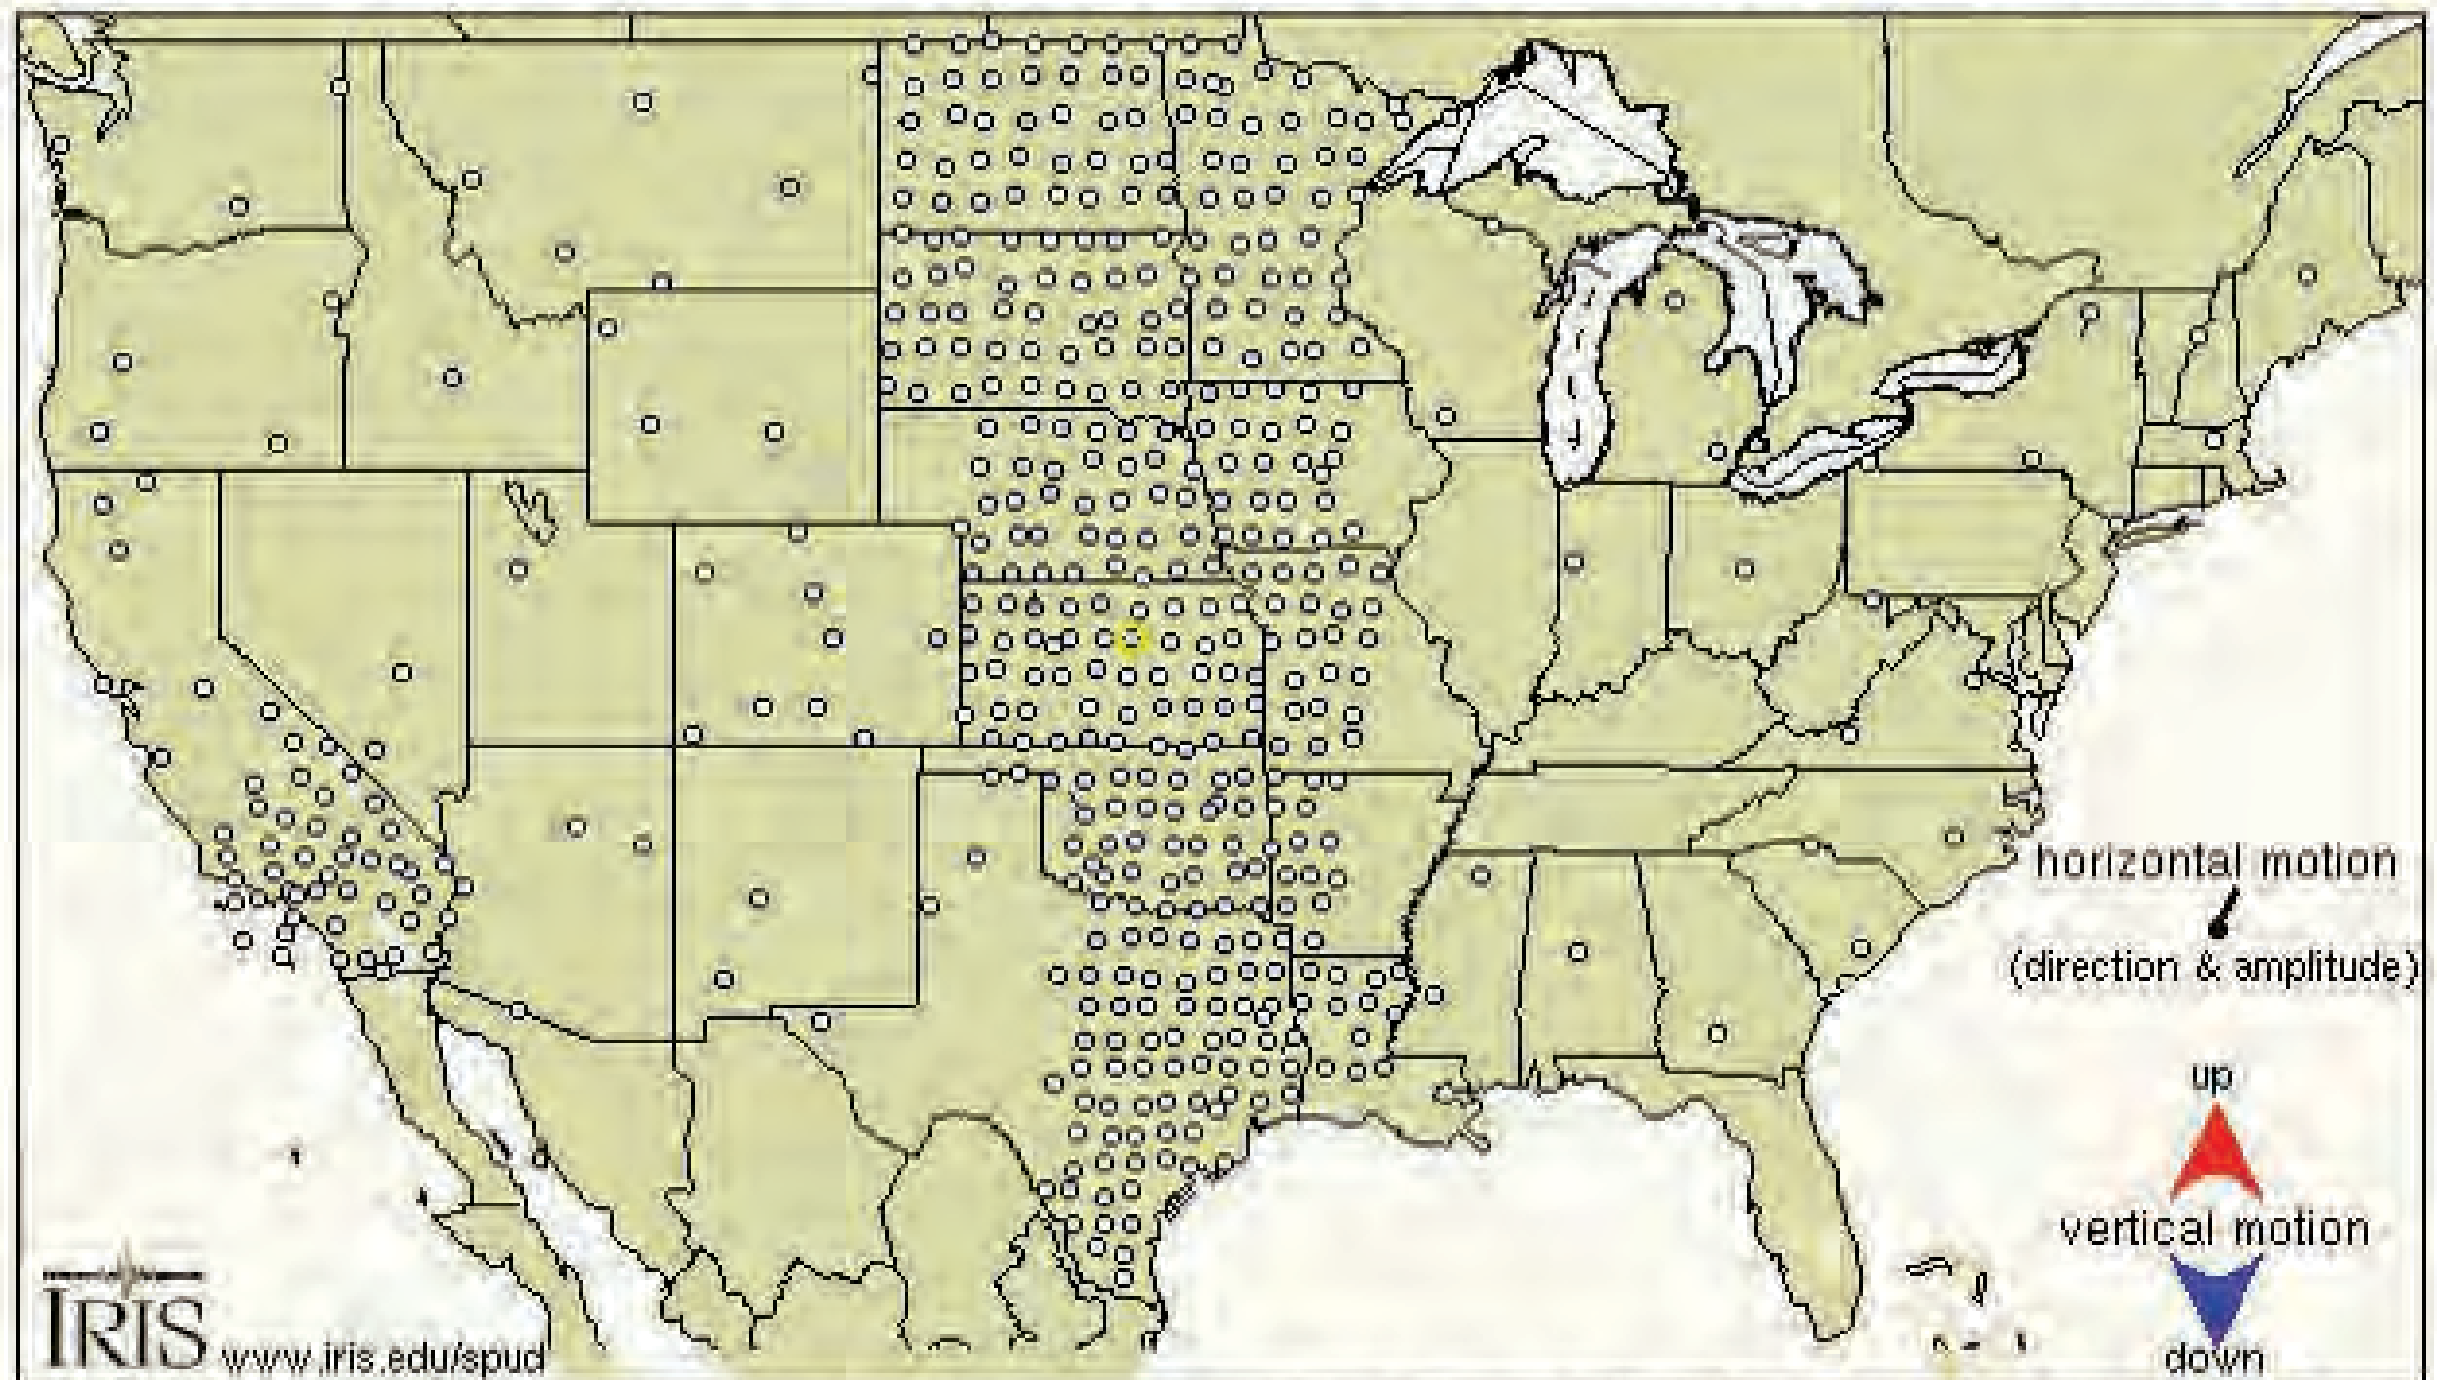 horizontal motion
(direction & amplitude)
up
vertical motion
down
IRIS
www.iris.edu/spud